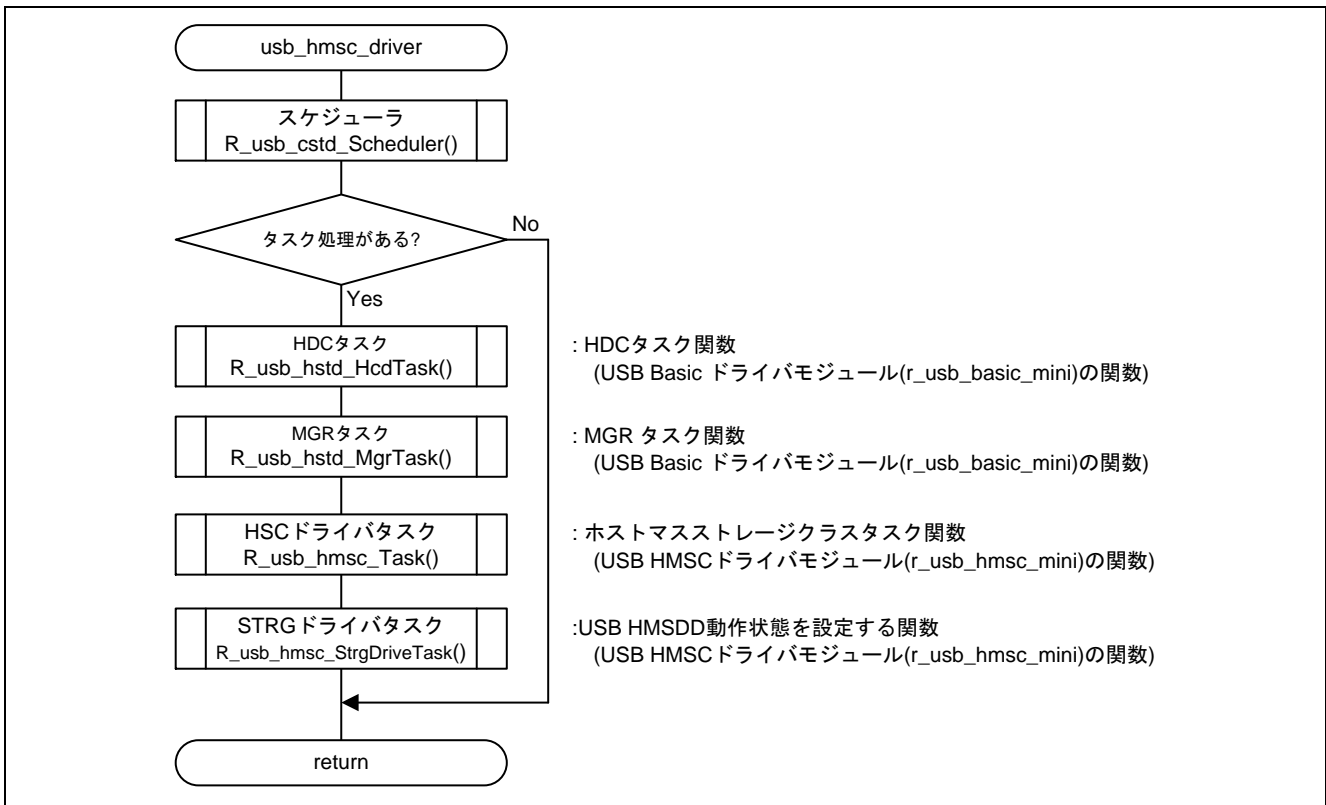 usb_hmsc_driver
スケジューラ
R_usb_cstd_Scheduler()
タスク処理がある?
No
Yes
HDCタスク
R_usb_hstd_HcdTask()
: HDCタスク関数
(USB Basic ドライバモジュール(r_usb_basic_mini)の関数)
MGRタスク
R_usb_hstd_MgrTask()
: MGR タスク関数
(USB Basic ドライバモジュール(r_usb_basic_mini)の関数)
HSCドライバタスク
R_usb_hmsc_Task()
: ホストマスストレージクラスタスク関数
(USB HMSCドライバモジュール(r_usb_hmsc_mini)の関数)
STRGドライバタスク
R_usb_hmsc_StrgDriveTask()
:USB HMSDD動作状態を設定する関数
(USB HMSCドライバモジュール(r_usb_hmsc_mini)の関数)
return